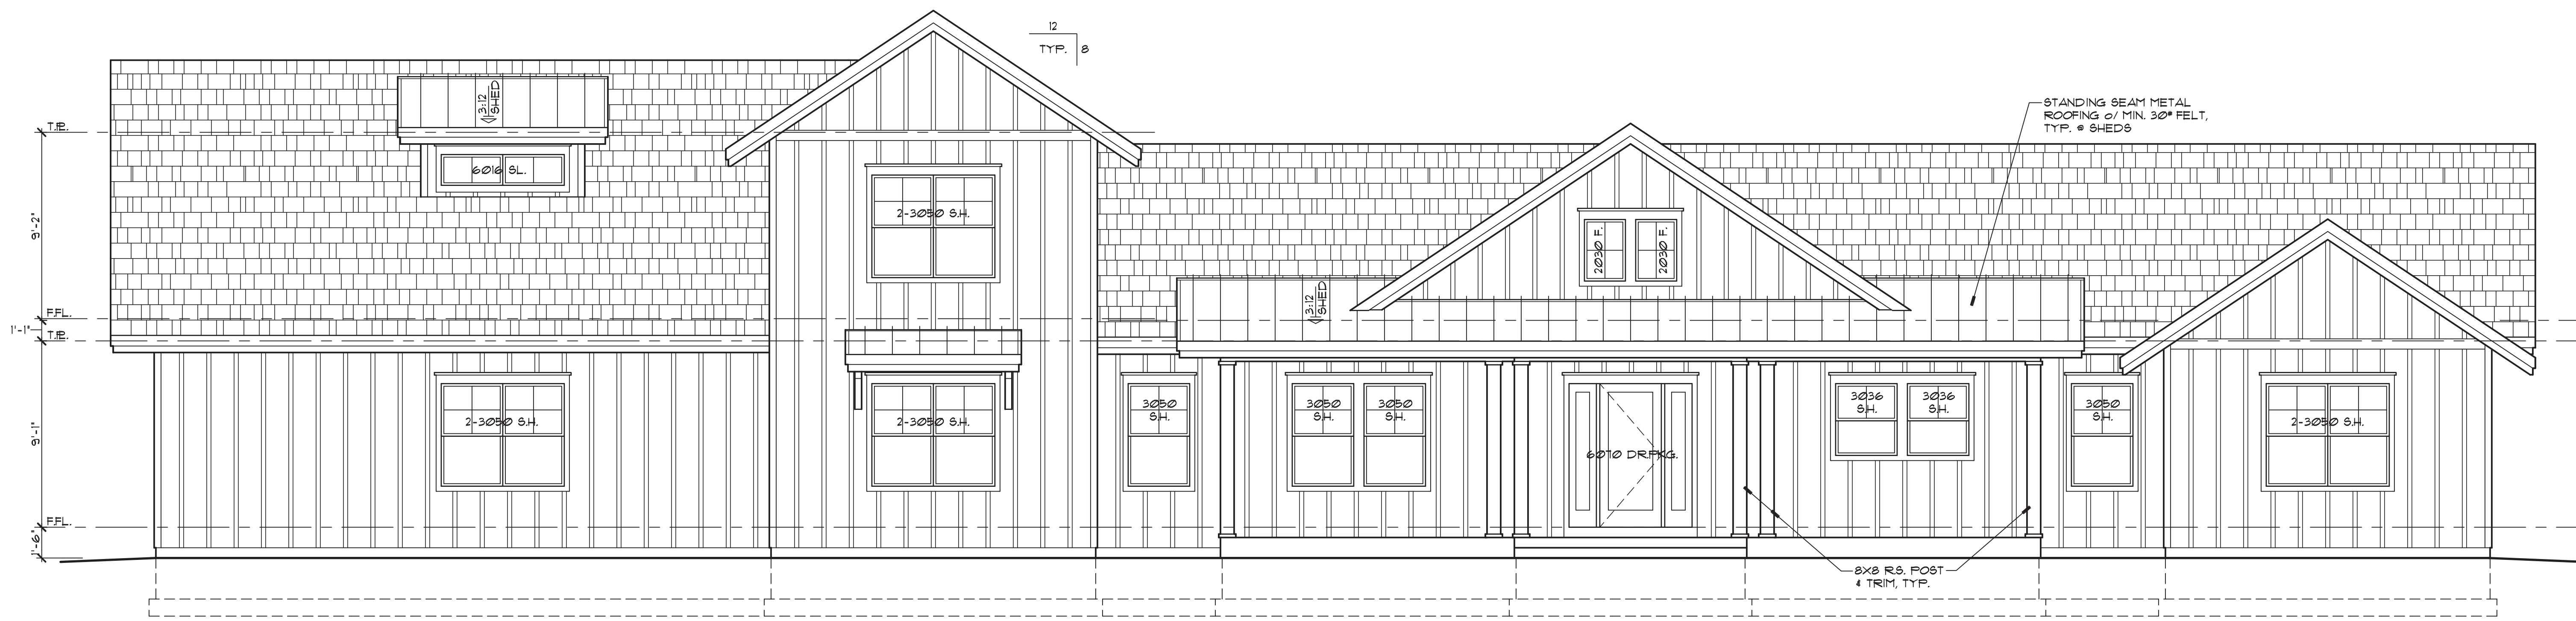 12
TYP. 8
STANDING SEAM METAL
ROOFING o/ MIN. 30# FELT,
TYP. @ SHEDS
3:12
SHED
T.P.
6016 SL.
9'-2"
2-3050 S.H.
2030 F.
2030 F.
3:12
SHED
F.FL.
1'-1"
T.P.
9'-1"
2-3050 S.H.
2-3050 S.H.
3050
S.H.
3050
S.H.
3050
S.H.
6070 DR.PKG.
3036
S.H.
3036
S.H.
3050
S.H.
2-3050 S.H.
F.FL.
1'-6"
8X8 R.S. POST
& TRIM, TYP.